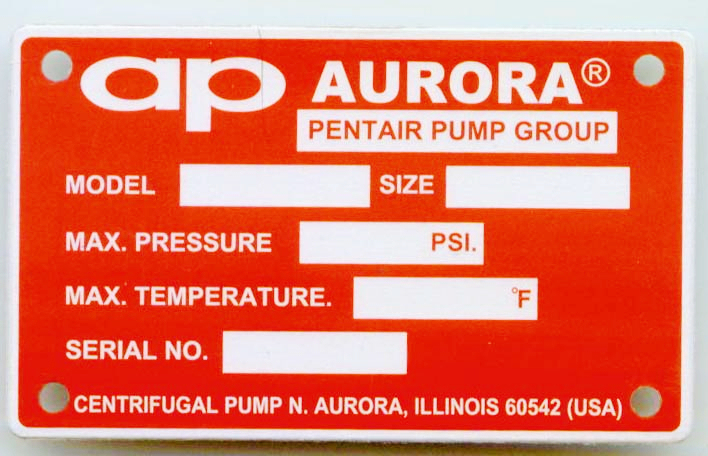 ap AURORA®
PENTAIR PUMP GROUP
MODEL SIZE
MAX. PRESSURE PSI.
MAX. TEMPERATURE. °F
SERIAL NO.
CENTRIFUGAL PUMP N. AURORA, ILLINOIS 60542 (USA)